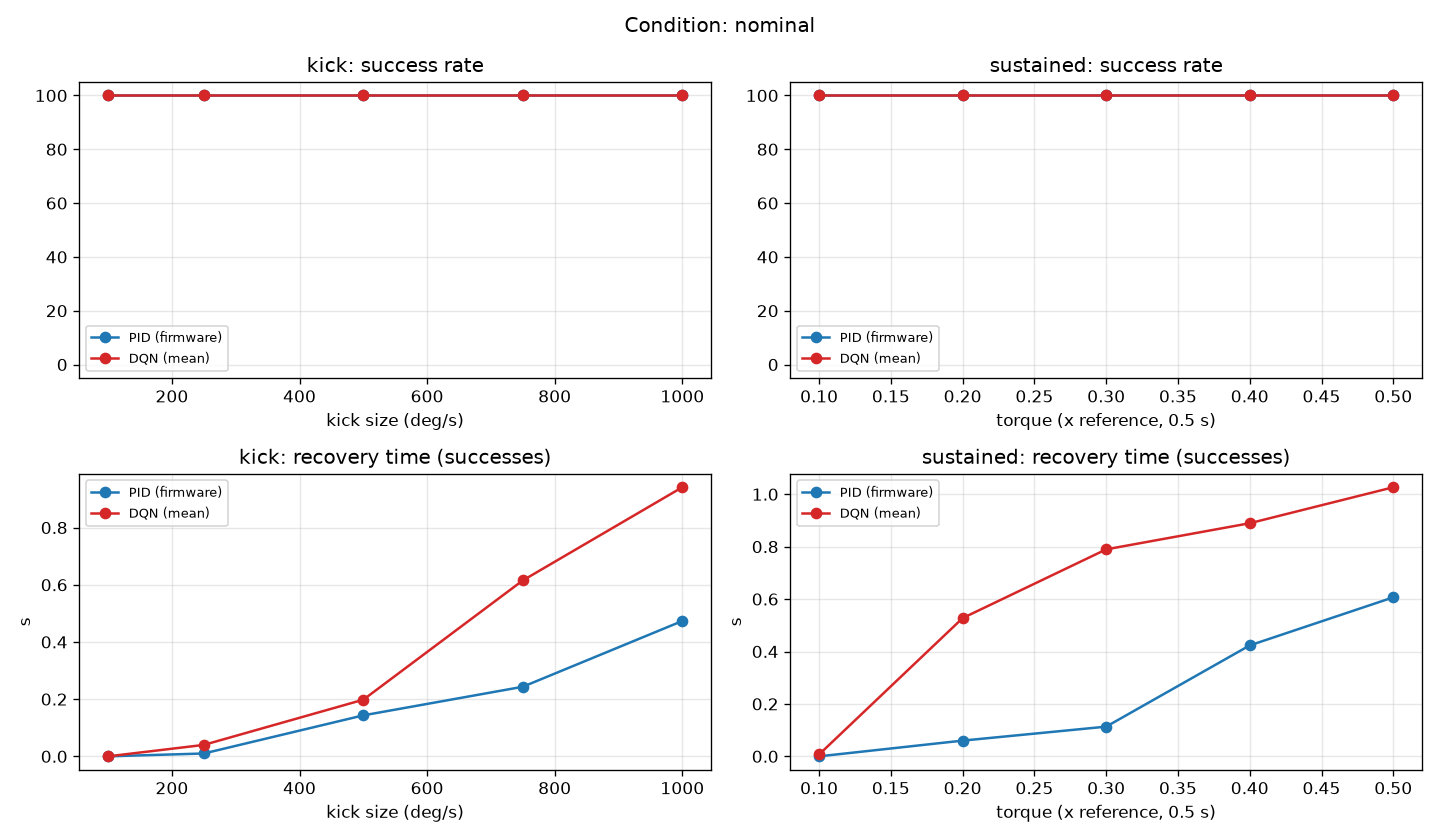 Condition: nominal
kick: success rate
100
80
60
40
20
0
PID (firmware)
DQN (mean)
200 400 600 800 1000
kick size (deg/s)
sustained: success rate
100
80
60
40
20
0
PID (firmware)
DQN (mean)
0.10 0.15 0.20 0.25 0.30 0.35 0.40 0.45 0.50
torque (x reference, 0.5 s)
kick: recovery time (successes)
PID (firmware)
DQN (mean)
s
0.8
0.6
0.4
0.2
0.0
200 400 600 800 1000
kick size (deg/s)
sustained: recovery time (successes)
PID (firmware)
DQN (mean)
s
1.0
0.8
0.6
0.4
0.2
0.0
0.10 0.15 0.20 0.25 0.30 0.35 0.40 0.45 0.50
torque (x reference, 0.5 s)